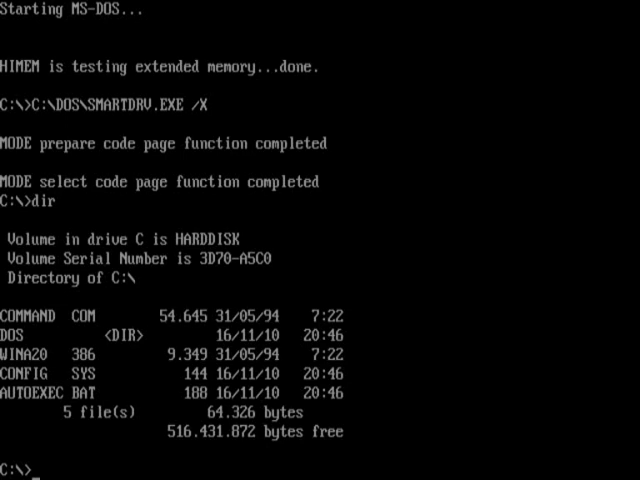 Starting MS-DOS...
HIMEM is testing extended memory...done.
C:\>C:\DOS\SMARTDRV.EXE /X
MODE prepare code page function completed
MODE select code page function completed
C:\>dir
Volume in drive C is HARDDISK
Volume Serial Number is 3D70-A5C0
Directory of C:\
COMMAND  COM        54.645 31/05/94   7:22
DOS          <DIR>         16/11/10  20:46
WINA20   386         9.349 31/05/94   7:22
CONFIG   SYS           144 16/11/10  20:46
AUTOEXEC BAT           188 16/11/10  20:46
5 file(s)         64.326 bytes
516.431.872 bytes free
C:\>_